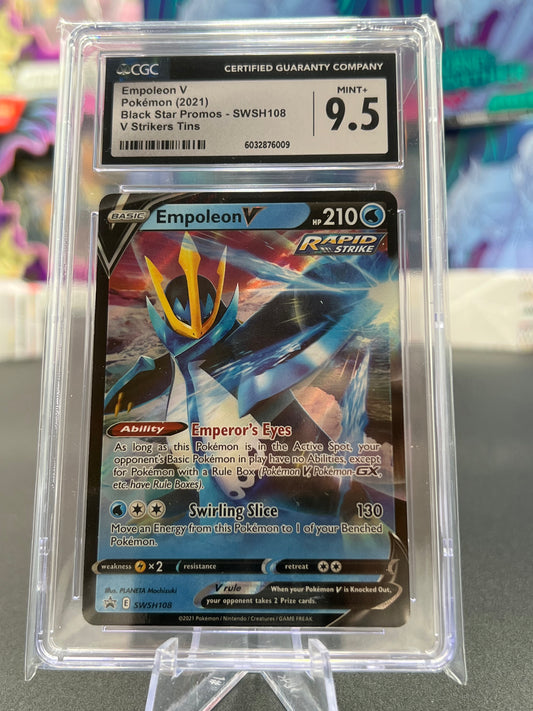 CGC
CERTIFIED GUARANTY COMPANY
Empoleon V
Pokémon (2021)
Black Star Promos - SWSH108
V Strikers Tins
MINT+
9.5
6032876009
BASIC
Empoleon V
HP 210
RAPID STRIKE
Ability Emperor's Eyes
As long as this Pokémon is in the Active Spot, your
opponent's Basic Pokémon in play have no Abilities, except
for Pokémon with a Rule Box (Pokémon V, Pokémon-GX,
etc. have Rule Boxes).
Swirling Slice 130
Move an Energy from this Pokémon to 1 of your Benched
Pokémon.
weakness ×2 resistance retreat
Illus. PLANETA Mochizuki
V rule When your Pokémon V is Knocked Out,
your opponent takes 2 Prize cards.
E SWSH108
©2021 Pokémon / Nintendo / Creatures / GAME FREAK